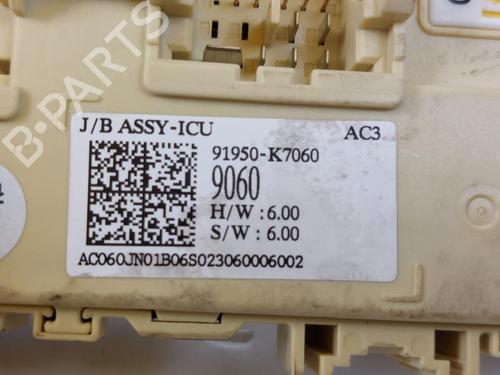 B-PARTS
J/B ASSY-ICU AC3
91950-K7060
9060
H/W : 6.00
S/W : 6.00
AC060JN01B06S023060006002